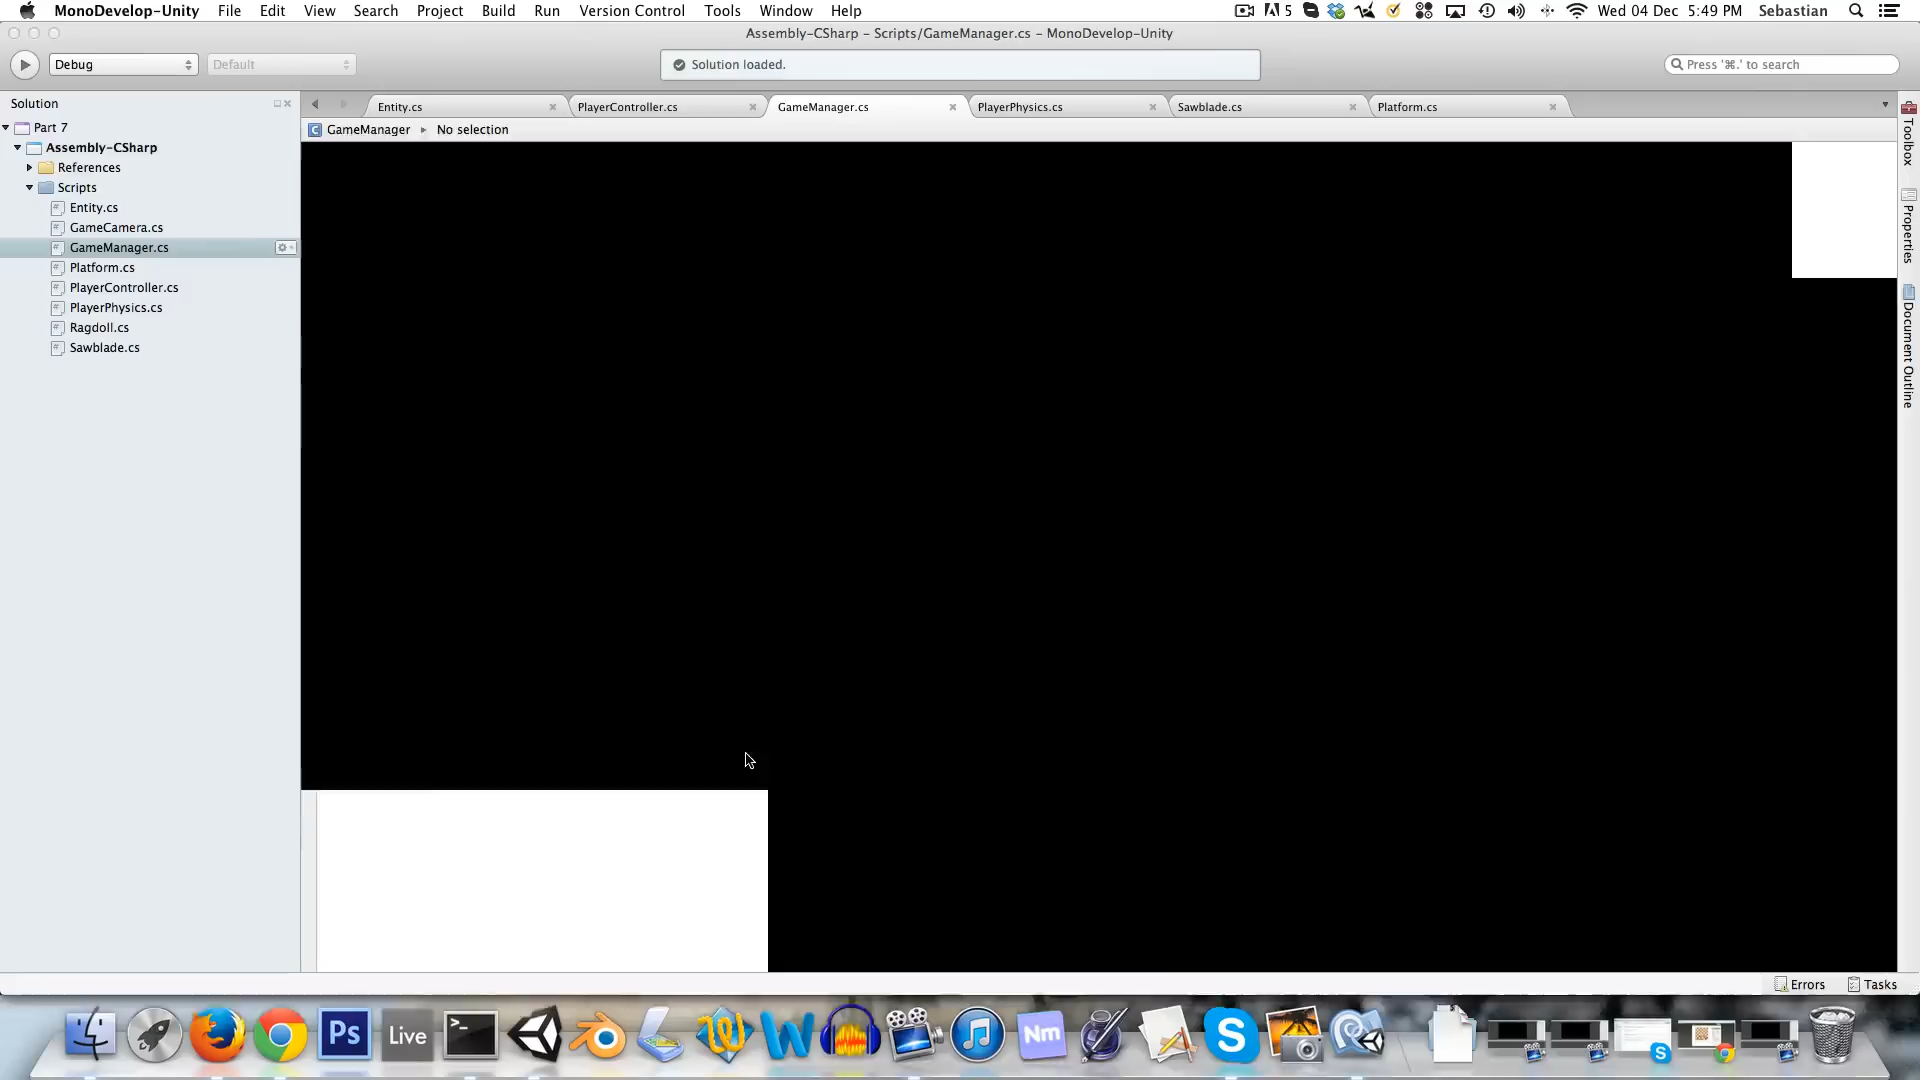 MonoDevelop-Unity File Edit View Search Project Build Run Version Control Tools Window Help 5 Wed 04 Dec 5:49 PM Sebastian
Assembly-CSharp – Scripts/GameManager.cs – MonoDevelop-Unity
Debug Default Solution loaded. Press '⌘.' to search
Solution
Entity.cs PlayerController.cs GameManager.cs PlayerPhysics.cs Sawblade.cs Platform.cs
GameManager ▸ No selection
Part 7
Assembly-CSharp
References
Scripts
Entity.cs
GameCamera.cs
GameManager.cs
Platform.cs
PlayerController.cs
PlayerPhysics.cs
Ragdoll.cs
Sawblade.cs
Toolbox
Properties
Document Outline
Errors Tasks
Ps Live Nm